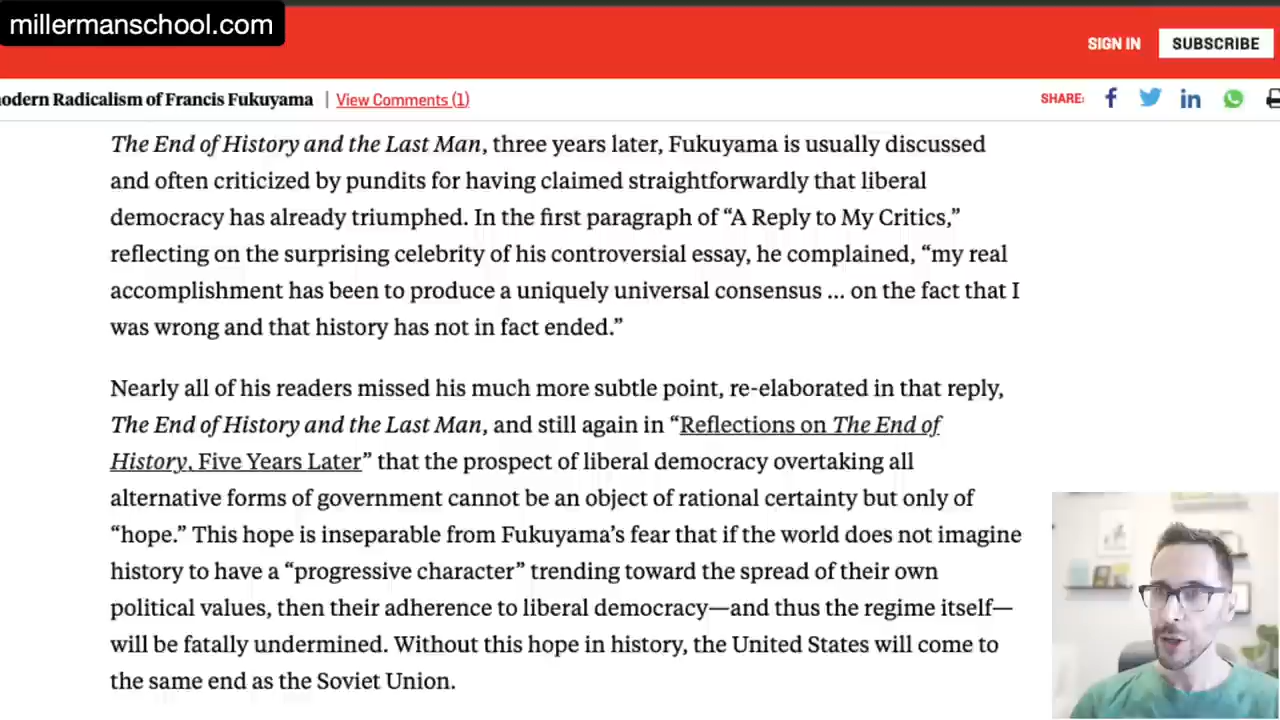 millermanschool.com
SIGN IN SUBSCRIBE
odern Radicalism of Francis Fukuyama | View Comments (1) SHARE:
The End of History and the Last Man, three years later, Fukuyama is usually discussed
and often criticized by pundits for having claimed straightforwardly that liberal
democracy has already triumphed. In the first paragraph of “A Reply to My Critics,”
reflecting on the surprising celebrity of his controversial essay, he complained, “my real
accomplishment has been to produce a uniquely universal consensus ... on the fact that I
was wrong and that history has not in fact ended.”
Nearly all of his readers missed his much more subtle point, re-elaborated in that reply,
The End of History and the Last Man, and still again in “Reflections on The End of
History, Five Years Later” that the prospect of liberal democracy overtaking all
alternative forms of government cannot be an object of rational certainty but only of
“hope.” This hope is inseparable from Fukuyama’s fear that if the world does not imagine
history to have a “progressive character” trending toward the spread of their own
political values, then their adherence to liberal democracy—and thus the regime itself—
will be fatally undermined. Without this hope in history, the United States will come to
the same end as the Soviet Union.